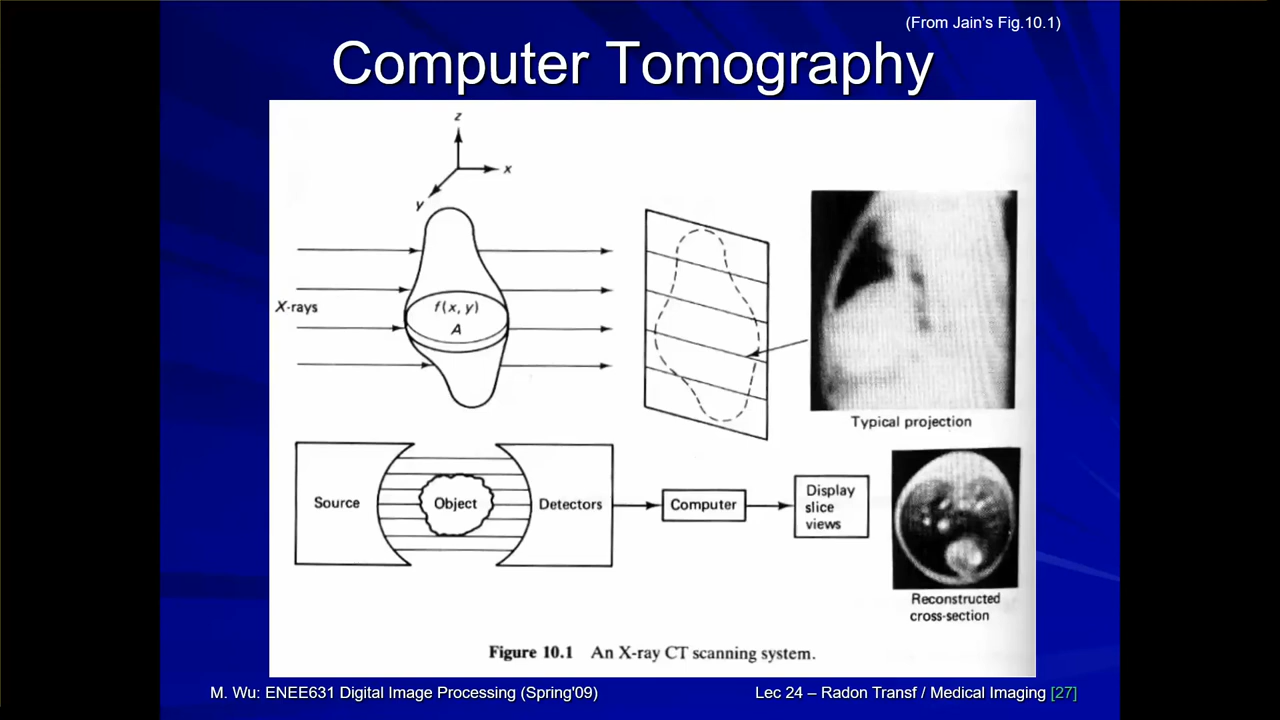 (From Jain's Fig.10.1)
Computer Tomography
z
x
y
X-rays
f(x, y)
A
Typical projection
Source
Object
Detectors
Computer
Display
slice
views
Reconstructed
cross-section
Figure 10.1 An X-ray CT scanning system.
M. Wu: ENEE631 Digital Image Processing (Spring'09)
Lec 24 – Radon Transf / Medical Imaging [27]